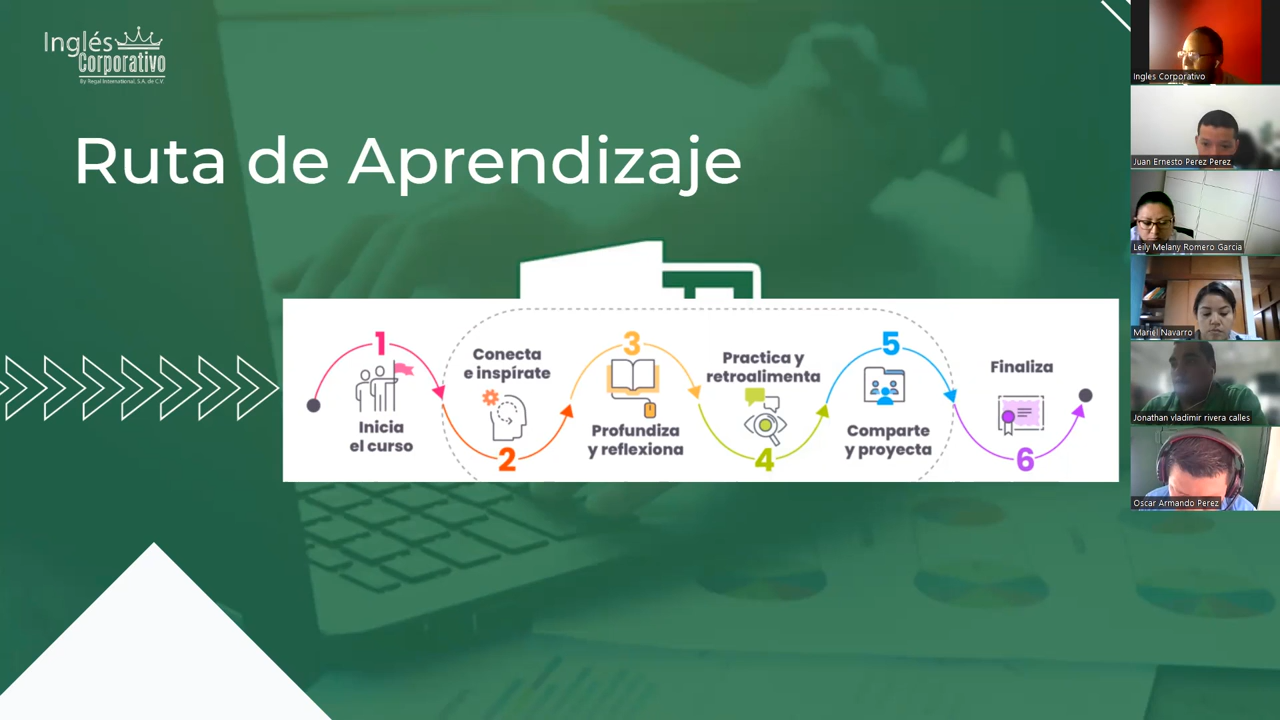 Inglés
Corporativo
By Regal International, S.A. de C.V.
Ruta de Aprendizaje
1
Inicia
el curso
Conecta
e inspírate
2
3
Profundiza
y reflexiona
Practica y
retroalimenta
4
5
Comparte
y proyecta
Finaliza
6
Ingles Corporativo
Juan Ernesto Perez Perez
Leily Melany Romero Garcia
Mariel Navarro
Jonathan vladimir rivera calles
Oscar Armando Perez